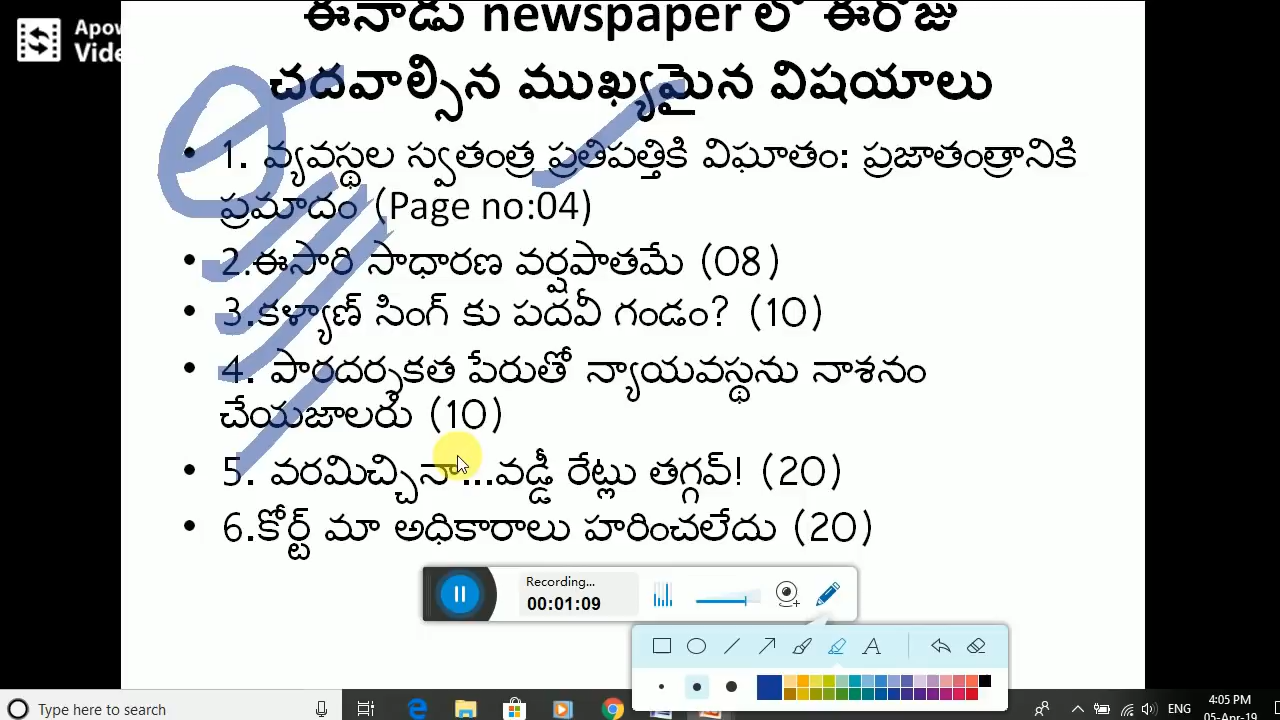 ఈనాడు newspaper లో ఈరోజు
చదవాల్సిన ముఖ్యమైన విషయాలు
• 1. వ్యవస్థల స్వతంత్ర ప్రతిపత్తికి విఘాతం: ప్రజాతంత్రానికి
ప్రమాదం (Page no:04)
• 2.ఈసారి సాధారణ వర్షపాతమే (08)
• 3.కళ్యాణ్ సింగ్ కు పదవీ గండం? (10)
• 4. పారదర్శకత పేరుతో న్యాయవస్థను నాశనం
చేయజాలరు (10)
• 5. వరమిచ్చినా...వడ్డీ రేట్లు తగ్గవ్! (20)
• 6.కోర్ట్ మా అధికారాలు హరించలేదు (20)
Recording...
00:01:09
A
Type here to search
ENG
4:05 PM
05-Apr-19